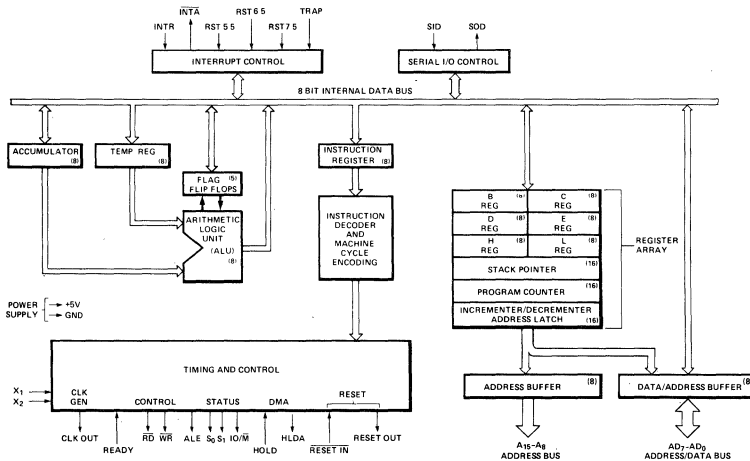 INTR
INTA
RST 5 5
RST 6 5
RST 7 5
TRAP
INTERRUPT CONTROL
SID
SOD
SERIAL I/O CONTROL
8 BIT INTERNAL DATA BUS
ACCUMULATOR (8)
TEMP REG (8)
FLAG (5)
FLIP FLOPS
ARITHMETIC
LOGIC
UNIT
(ALU)
(8)
INSTRUCTION
REGISTER (8)
INSTRUCTION
DECODER
AND
MACHINE
CYCLE
ENCODING
B (8) C (8)
REG REG
D (8) E (8)
REG REG
H (8) L (8)
REG REG
STACK POINTER (16)
PROGRAM COUNTER (16)
INCREMENTER/DECREMENTER
ADDRESS LATCH (16)
REGISTER
ARRAY
POWER
SUPPLY
+5V
GND
TIMING AND CONTROL
X1
X2
CLK
GEN
CONTROL
STATUS
DMA
RESET
CLK OUT
READY
RD
WR
ALE
S0
S1
IO/M
HOLD
HLDA
RESET IN
RESET OUT
ADDRESS BUFFER (8)
DATA/ADDRESS BUFFER (8)
A15-A8
ADDRESS BUS
AD7-AD0
ADDRESS/DATA BUS